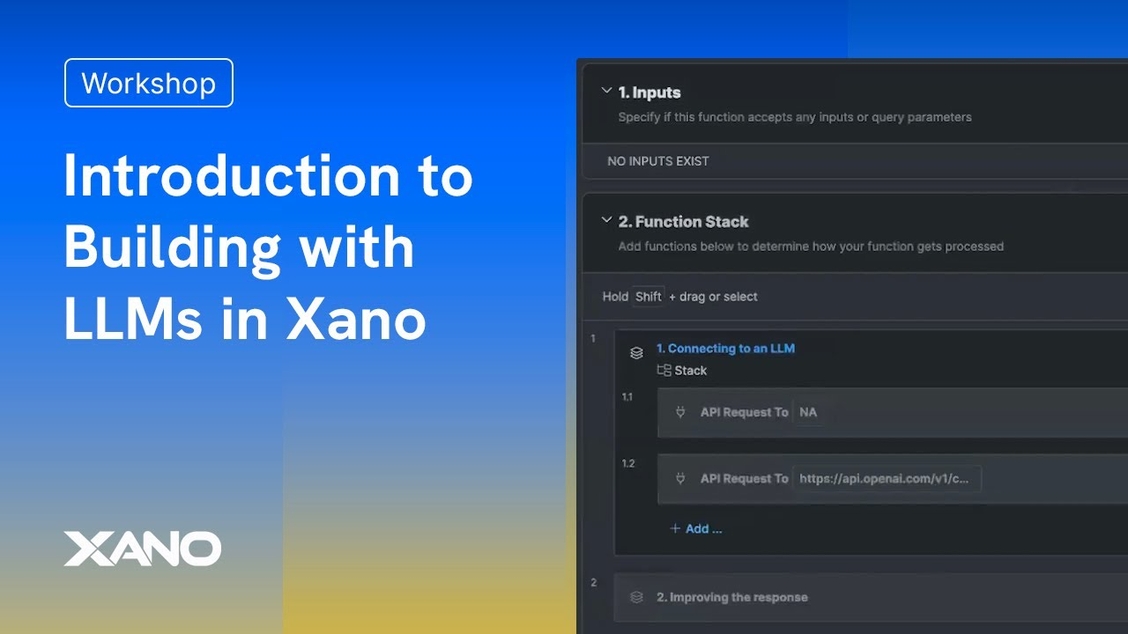 Workshop
Introduction to
Building with
LLMs in Xano
XANO
1. Inputs
Specify if this function accepts any inputs or query parameters
NO INPUTS EXIST
2. Function Stack
Add functions below to determine how your function gets processed
Hold Shift + drag or select
1
1. Connecting to an LLM
Stack
1.1
API Request To NA
1.2
API Request To https://api.openai.com/v1/c...
+ Add ...
2
2. Improving the response